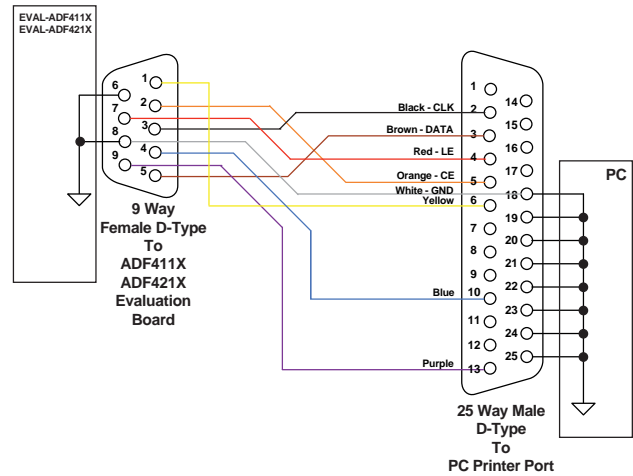 EVAL-ADF411X
EVAL-ADF421X
6
7
8
9
1
2
3
4
5
9 Way
Female D-Type
To
ADF411X
ADF421X
Evaluation
Board
Black - CLK
Brown - DATA
Red - LE
Orange - CE
White - GND
Yellow
Blue
Purple
1
2
3
4
5
6
7
8
9
10
11
12
13
14
15
16
17
18
19
20
21
22
23
24
25
PC
25 Way Male
D-Type
To
PC Printer Port